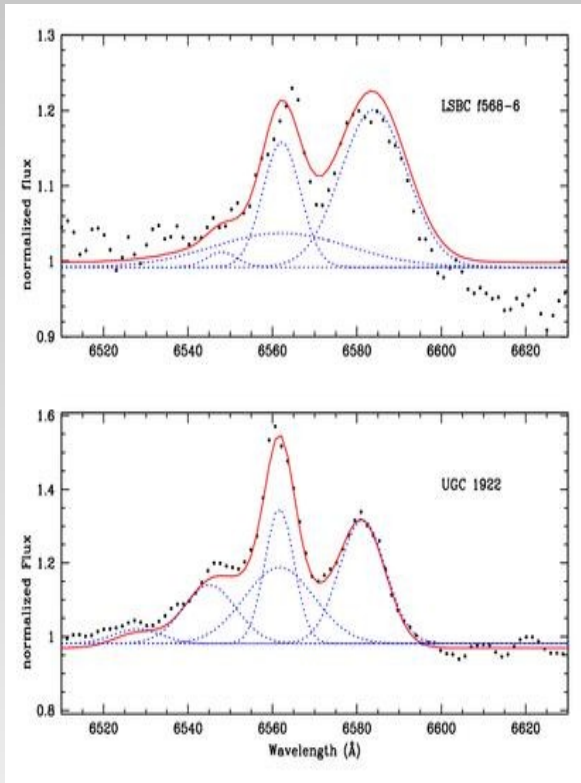 1.3
1.2
1.1
1
0.9
normalized flux
LSBC f568-6
6520 6540 6560 6580 6600 6620
1.6
1.4
1.2
1
0.8
normalized Flux
UGC 1922
6520 6540 6560 6580 6600 6620
Wavelength (Å)